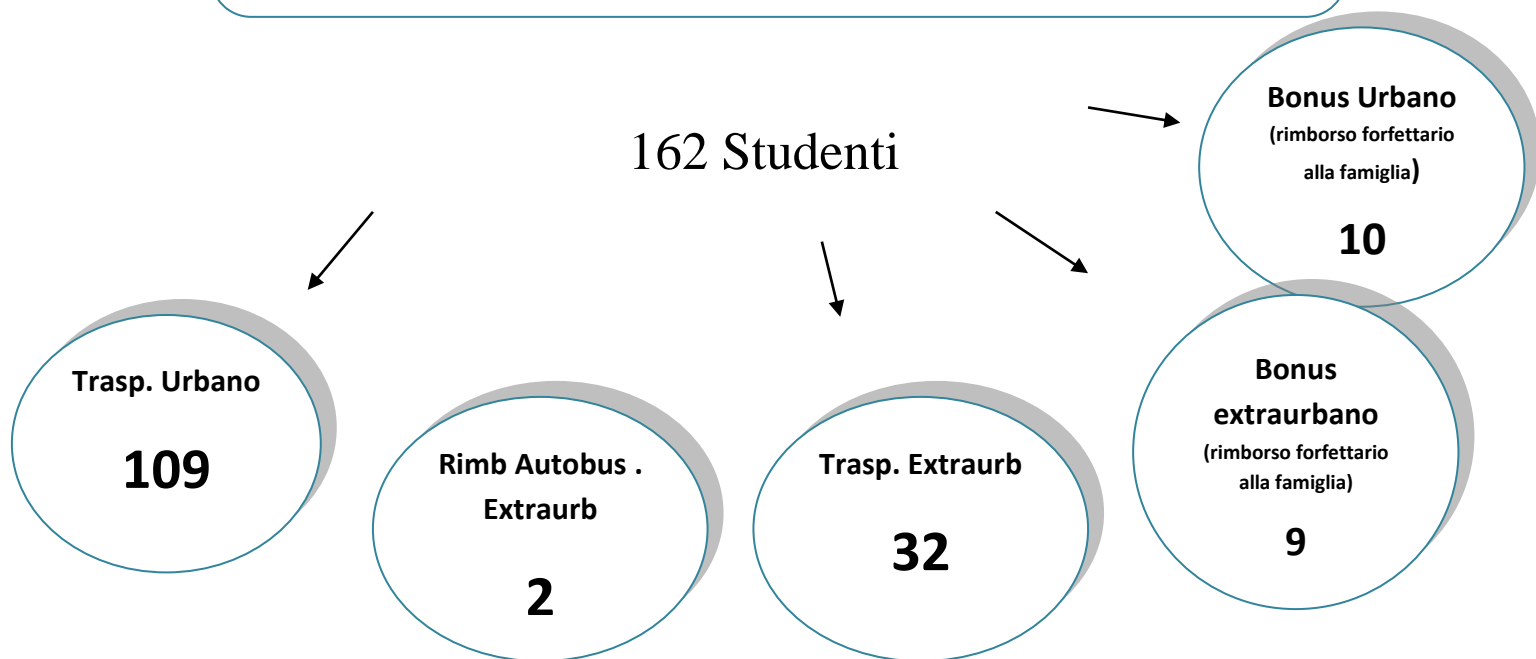 162 Studenti
Bonus Urbano
(rimborso forfettario
alla famiglia)
10
Trasp. Urbano
109
Rimb Autobus .
Extraurb
2
Trasp. Extraurb
32
Bonus
extraurbano
(rimborso forfettario
alla famiglia)
9